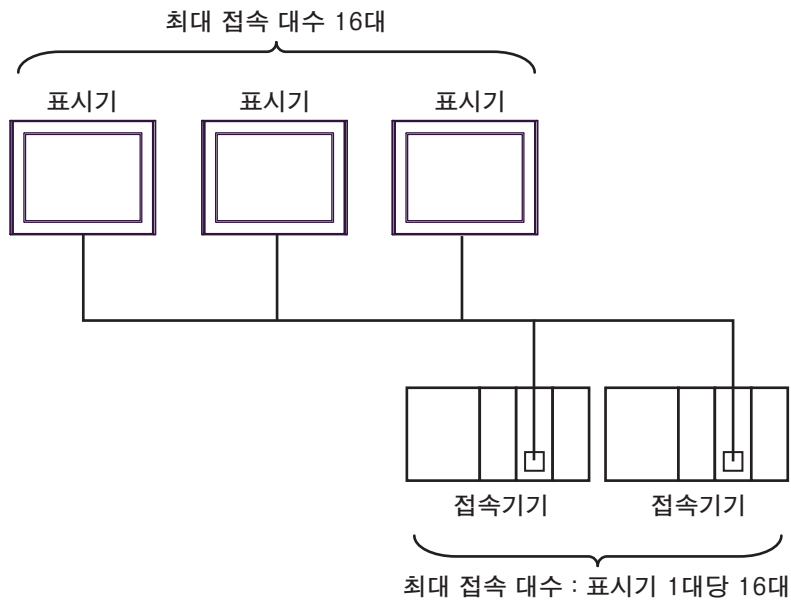 최대 접속 대수 16대
표시기 표시기 표시기
접속기기 접속기기
최대 접속 대수 : 표시기 1대당 16대